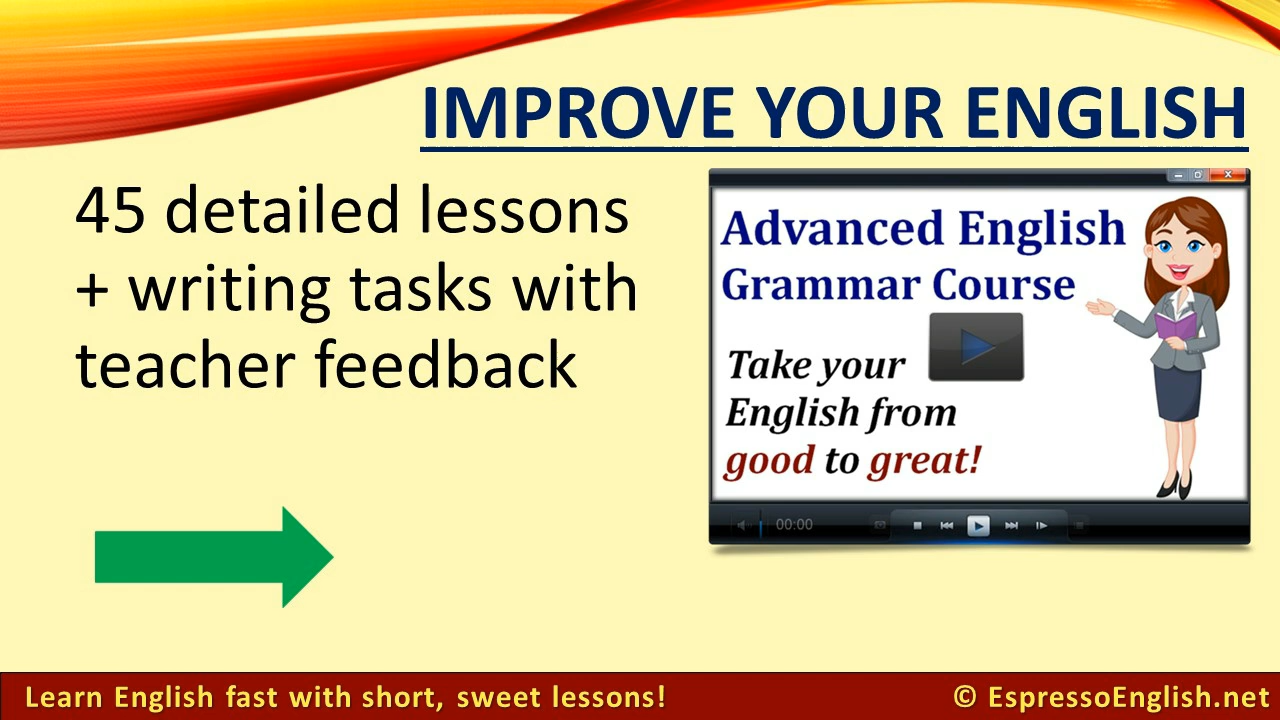 IMPROVE YOUR ENGLISH
45 detailed lessons
+ writing tasks with
teacher feedback
Advanced English
Grammar Course
Take your
English from
good to great!
00:00
Learn English fast with short, sweet lessons!
© EspressoEnglish.net